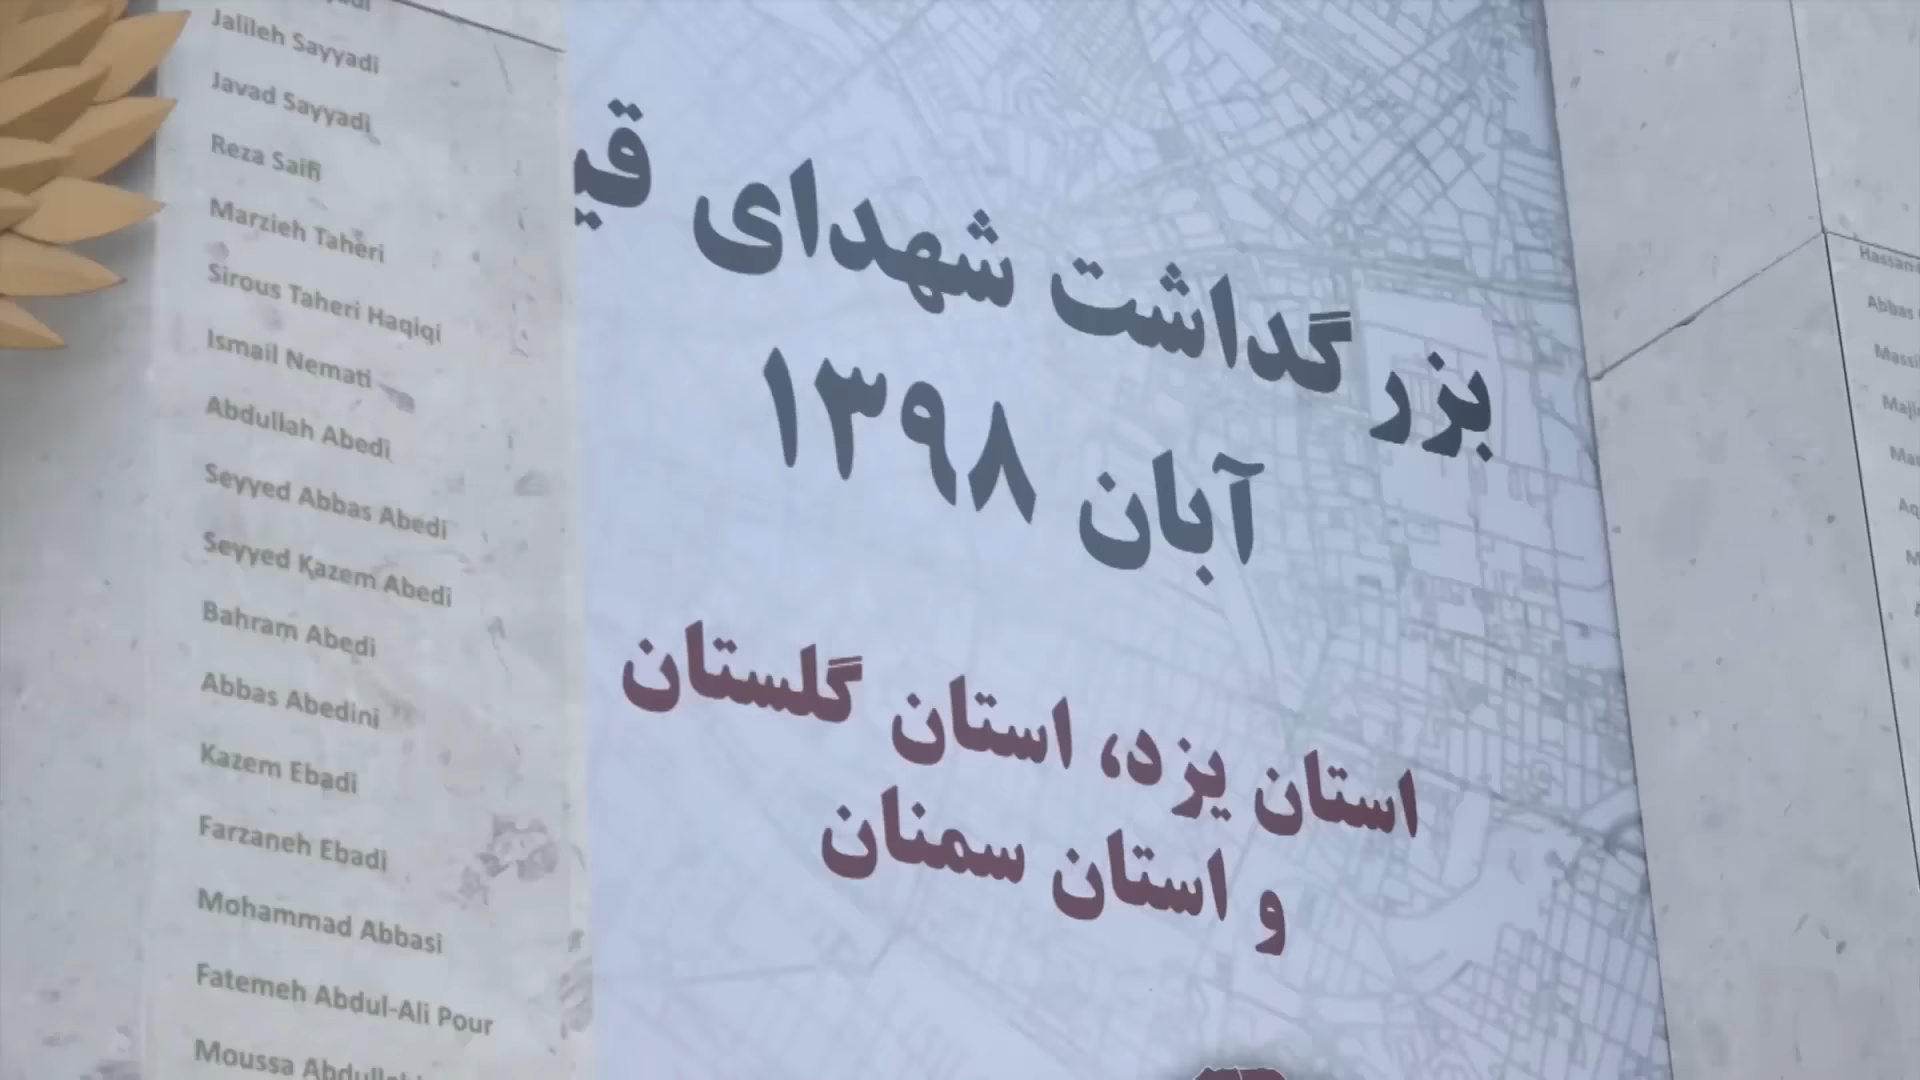 Jalileh Sayyadi
Javad Sayyadi
Reza Saifi
Marzieh Taheri
Sirous Taheri Haqiqi
Ismail Nemati
Abdullah Abedi
Seyyed Abbas Abedi
Seyyed Kazem Abedi
Bahram Abedi
Abbas Abedini
Kazem Ebadi
Farzaneh Ebadi
Mohammad Abbasi
Fatemeh Abdul-Ali Pour
Moussa
بزرگداشت شهدای
آبان ۱۳۹۸
استان یزد، استان گلستان
و استان سمنان
Abbas